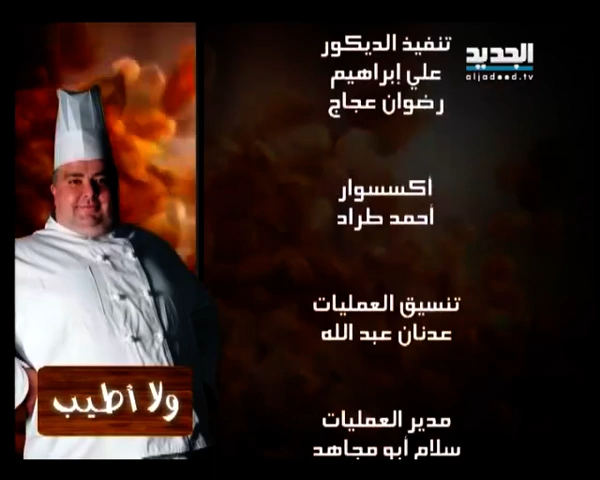 الجديد
aljadeed.tv
تنفيذ الديكور
علي إبراهيم
رضوان عجاج
أكسسوار
أحمد طراد
تنسيق العمليات
عدنان عبد الله
مدير العمليات
سلام أبو مجاهد
ولا أطيب